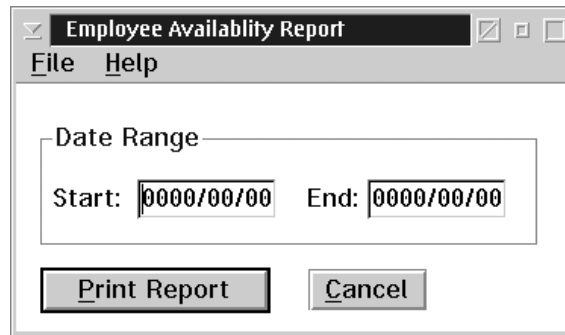 Employee Availablity Report
File Help
Date Range
Start: 0000/00/00 End: 0000/00/00
Print Report Cancel